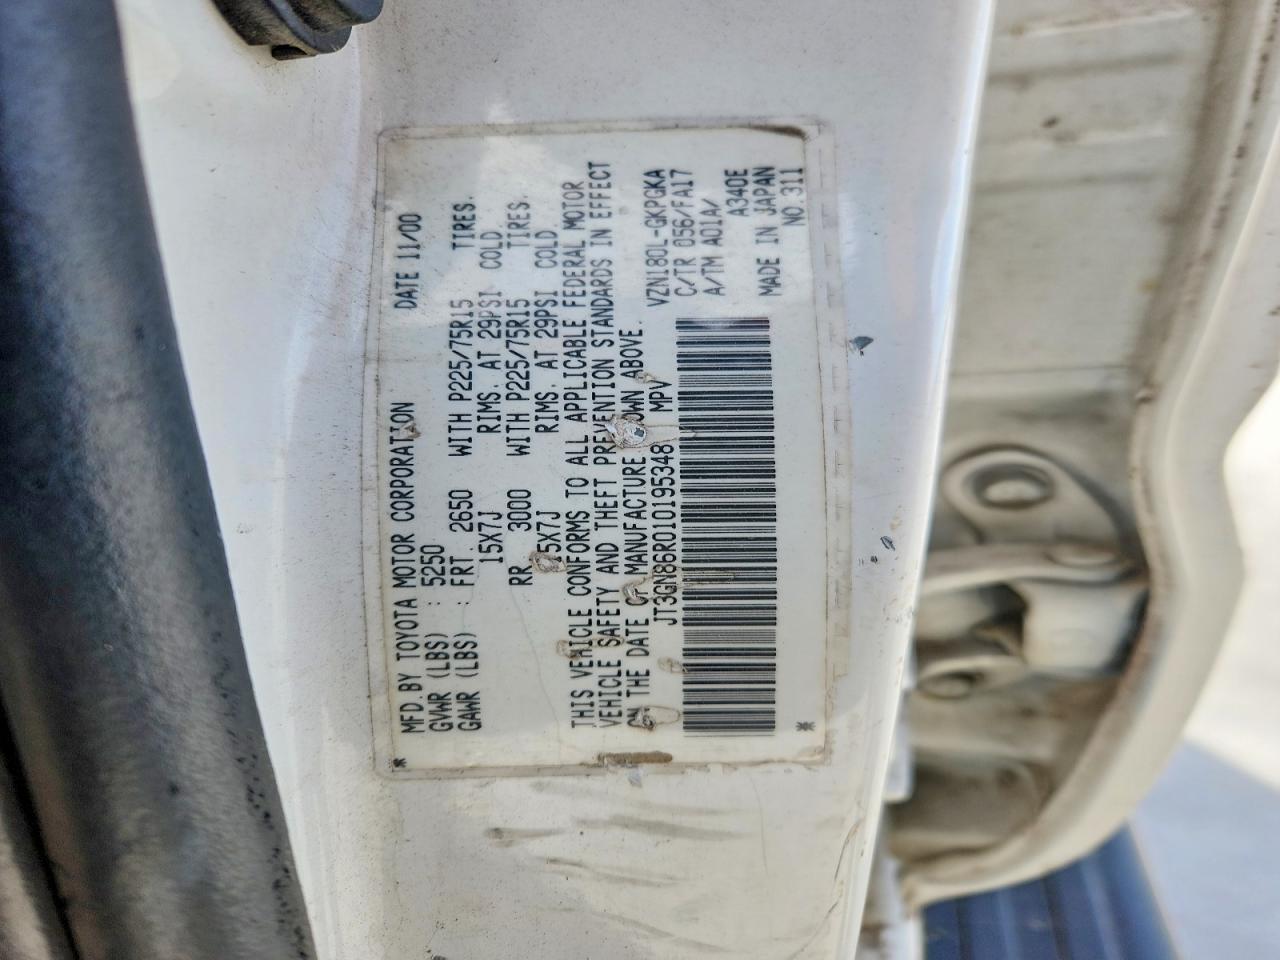 MFD. BY TOYOTA MOTOR CORPORATION DATE 11/00
GVWR (LBS) : 5250
GAWR (LBS) : FRT. 2650 WITH P225/75R15 TIRES.
15X7J RIMS. AT 29PSI COLD
RR. 3000 WITH P225/75R15 TIRES.
15X7J RIMS. AT 29PSI COLD
THIS VEHICLE CONFORMS TO ALL APPLICABLE FEDERAL MOTOR
VEHICLE SAFETY AND THEFT PREVENTION STANDARDS IN EFFECT
ON THE DATE OF MANUFACTURE SHOWN ABOVE.
JT3GN86R010195348 MPV
VZN180L-GKPGKA
C/TR 056/FA17
A/TM A01A/
A340E
MADE IN JAPAN
NO. 311